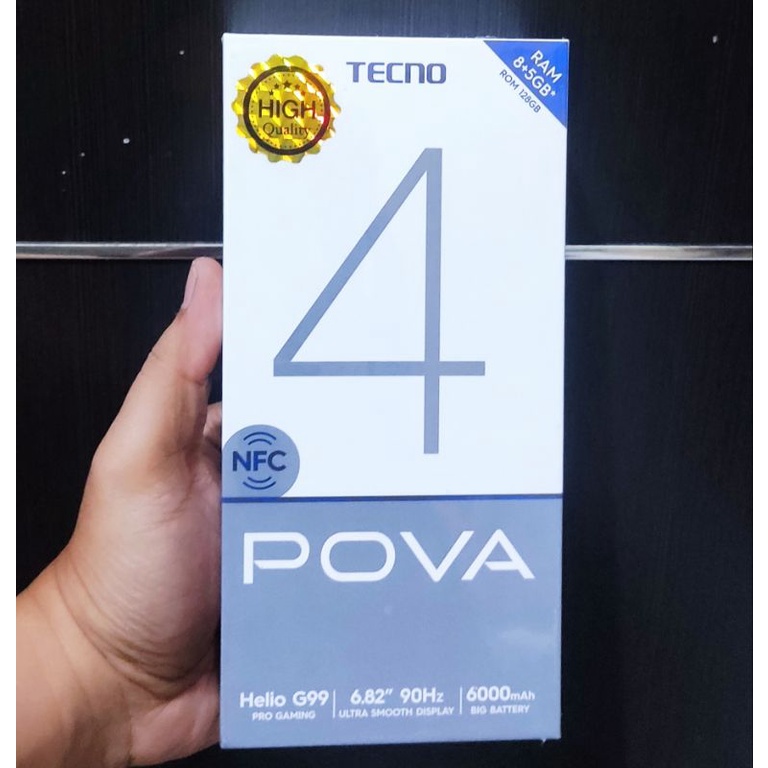 TECNO
HIGH
Quality
RAM
8+5GB*
ROM 128GB
4
NFC
POVA
Helio G99
PRO GAMING
6.82" 90Hz
ULTRA SMOOTH DISPLAY
6000mAh
BIG BATTERY